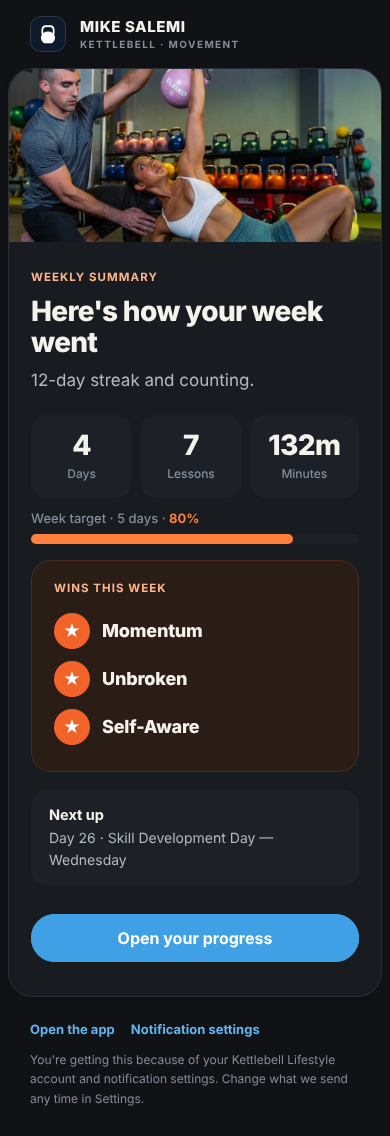 MIKE SALEMI
KETTLEBELL · MOVEMENT
WEEKLY SUMMARY
Here's how your week
went
12-day streak and counting.
4
Days
7
Lessons
132m
Minutes
Week target · 5 days · 80%
WINS THIS WEEK
★ Momentum
★ Unbroken
★ Self-Aware
Next up
Day 26 · Skill Development Day —
Wednesday
Open your progress
Open the app
Notification settings
You're getting this because of your Kettlebell Lifestyle
account and notification settings. Change what we send
any time in Settings.